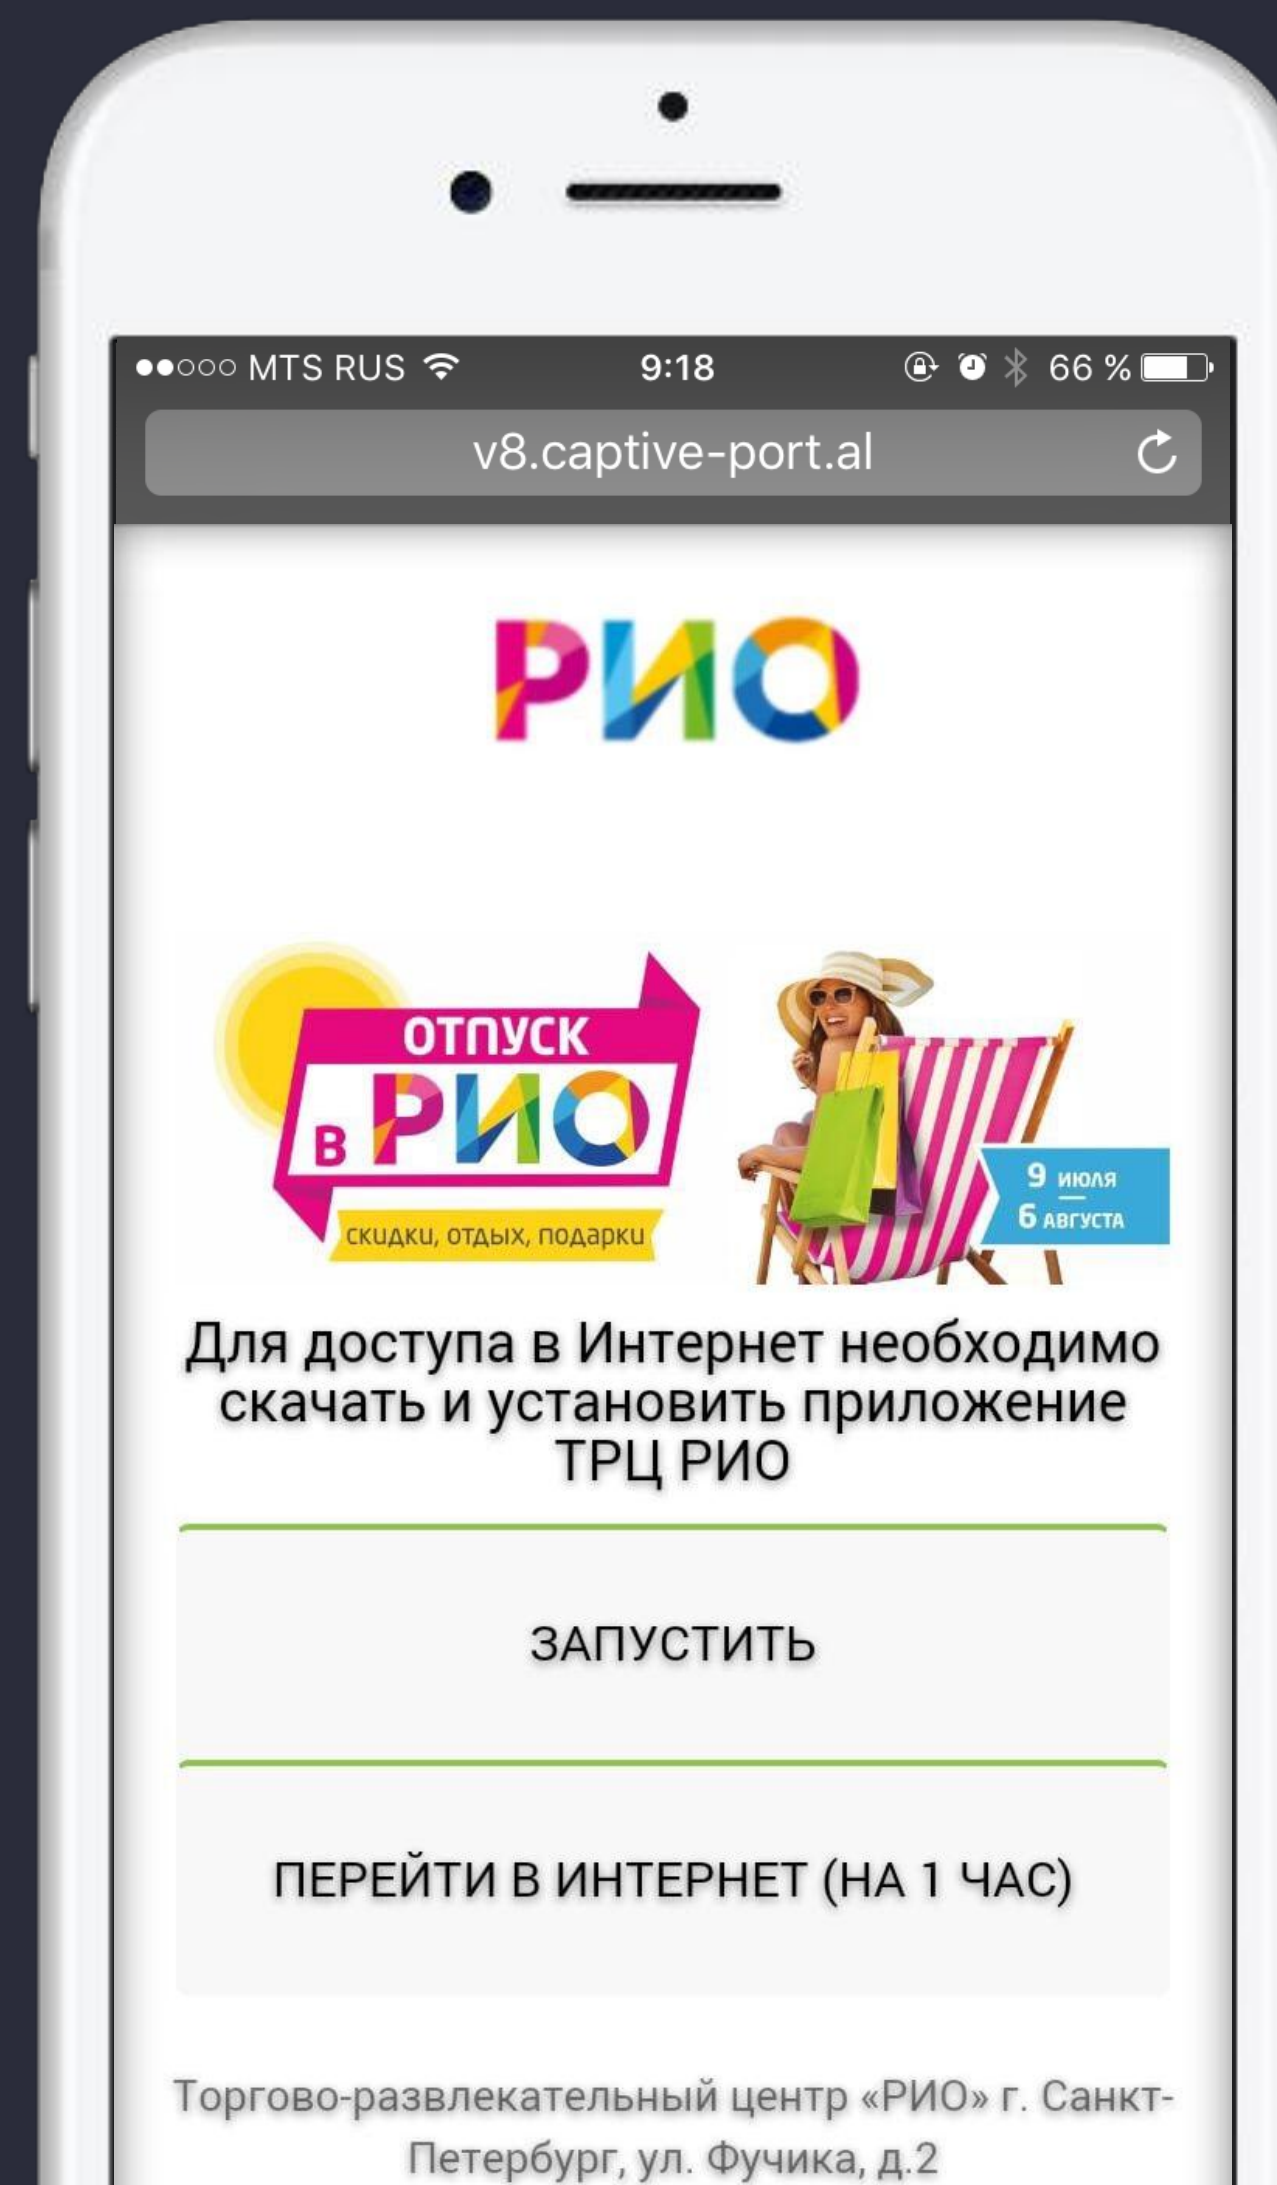 MTS RUS 9:18 66 %
v8.captive-port.al
РИО
ОТПУСК
В РИО
скидки, отдых, подарки
9 июля
6 августа
Для доступа в Интернет необходимо
скачать и установить приложение
ТРЦ РИО
ЗАПУСТИТЬ
ПЕРЕЙТИ В ИНТЕРНЕТ (НА 1 ЧАС)
Торгово-развлекательный центр «РИО» г. Санкт-
Петербург, ул. Фучика, д.2